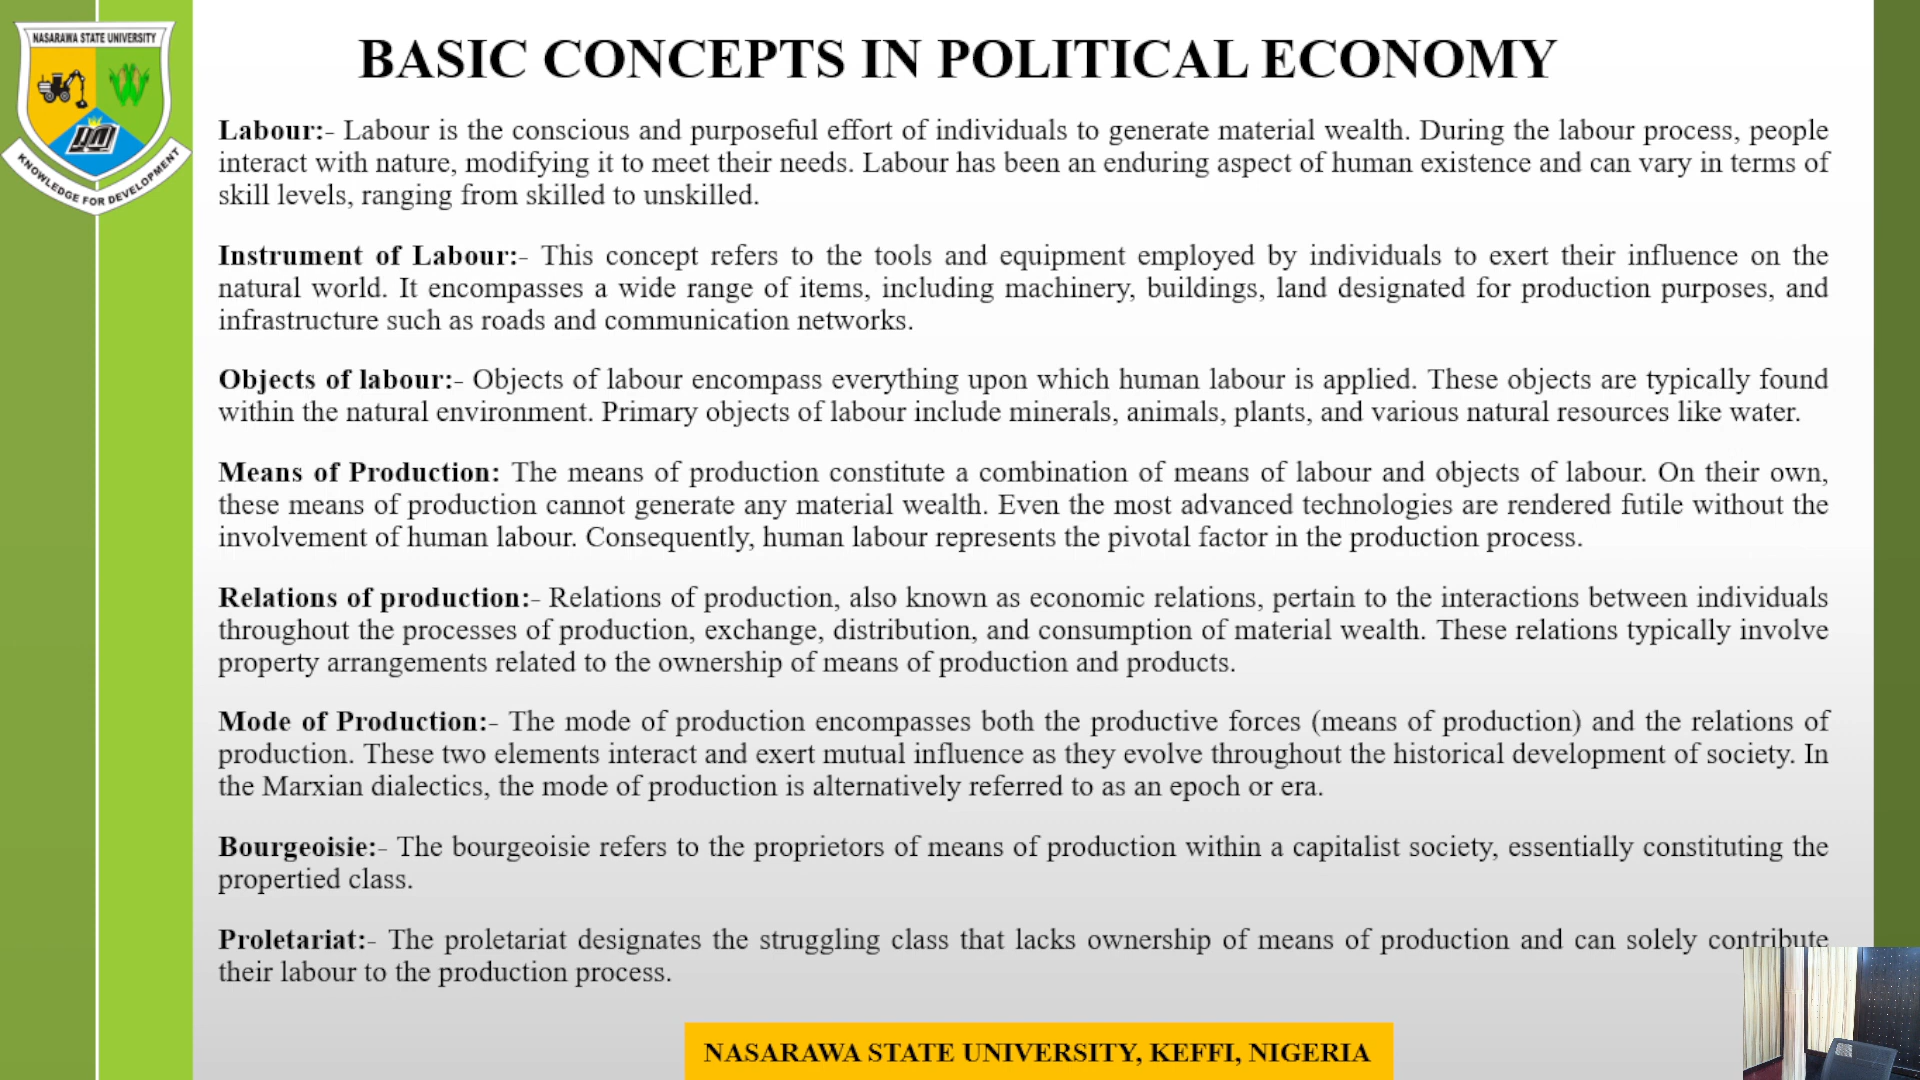 NASARAWA STATE UNIVERSITY
KNOWLEDGE FOR DEVELOPMENT
BASIC CONCEPTS IN POLITICAL ECONOMY
Labour:- Labour is the conscious and purposeful effort of individuals to generate material wealth. During the labour process, people
interact with nature, modifying it to meet their needs. Labour has been an enduring aspect of human existence and can vary in terms of
skill levels, ranging from skilled to unskilled.
Instrument of Labour:- This concept refers to the tools and equipment employed by individuals to exert their influence on the
natural world. It encompasses a wide range of items, including machinery, buildings, land designated for production purposes, and
infrastructure such as roads and communication networks.
Objects of labour:- Objects of labour encompass everything upon which human labour is applied. These objects are typically found
within the natural environment. Primary objects of labour include minerals, animals, plants, and various natural resources like water.
Means of Production: The means of production constitute a combination of means of labour and objects of labour. On their own,
these means of production cannot generate any material wealth. Even the most advanced technologies are rendered futile without the
involvement of human labour. Consequently, human labour represents the pivotal factor in the production process.
Relations of production:- Relations of production, also known as economic relations, pertain to the interactions between individuals
throughout the processes of production, exchange, distribution, and consumption of material wealth. These relations typically involve
property arrangements related to the ownership of means of production and products.
Mode of Production:- The mode of production encompasses both the productive forces (means of production) and the relations of
production. These two elements interact and exert mutual influence as they evolve throughout the historical development of society. In
the Marxian dialectics, the mode of production is alternatively referred to as an epoch or era.
Bourgeoisie:- The bourgeoisie refers to the proprietors of means of production within a capitalist society, essentially constituting the
propertied class.
Proletariat:- The proletariat designates the struggling class that lacks ownership of means of production and can solely contribute
their labour to the production process.
NASARAWA STATE UNIVERSITY, KEFFI, NIGERIA